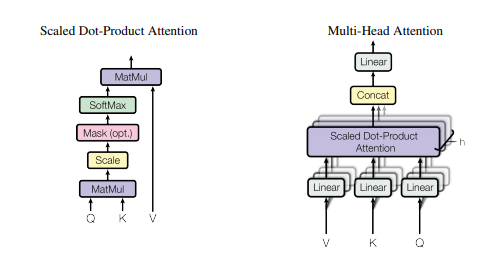 Scaled Dot-Product Attention
MatMul
SoftMax
Mask (opt.)
Scale
MatMul
Q K V
Multi-Head Attention
Linear
Concat
Scaled Dot-Product
Attention
h
Linear Linear Linear
V K Q